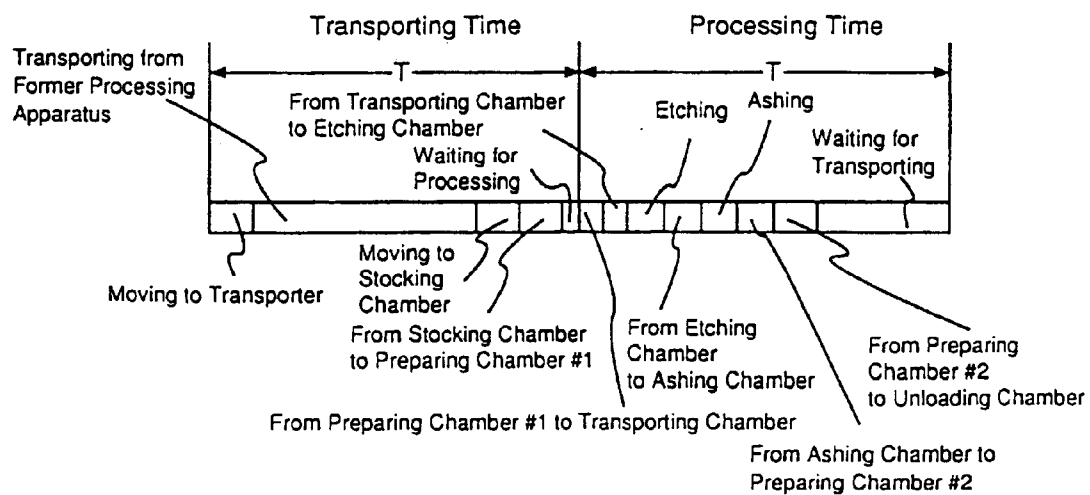 Transporting Time
Processing Time
Transporting from
Former Processing
Apparatus
T
T
From Transporting Chamber
to Etching Chamber
Etching
Ashing
Waiting for
Processing
Waiting for
Transporting
Moving to Transporter
Moving to
Stocking
Chamber
From Stocking Chamber
to Preparing Chamber #1
From Preparing Chamber #1 to Transporting Chamber
From Etching
Chamber
to Ashing Chamber
From Ashing Chamber to
Preparing Chamber #2
From Preparing
Chamber #2
to Unloading Chamber